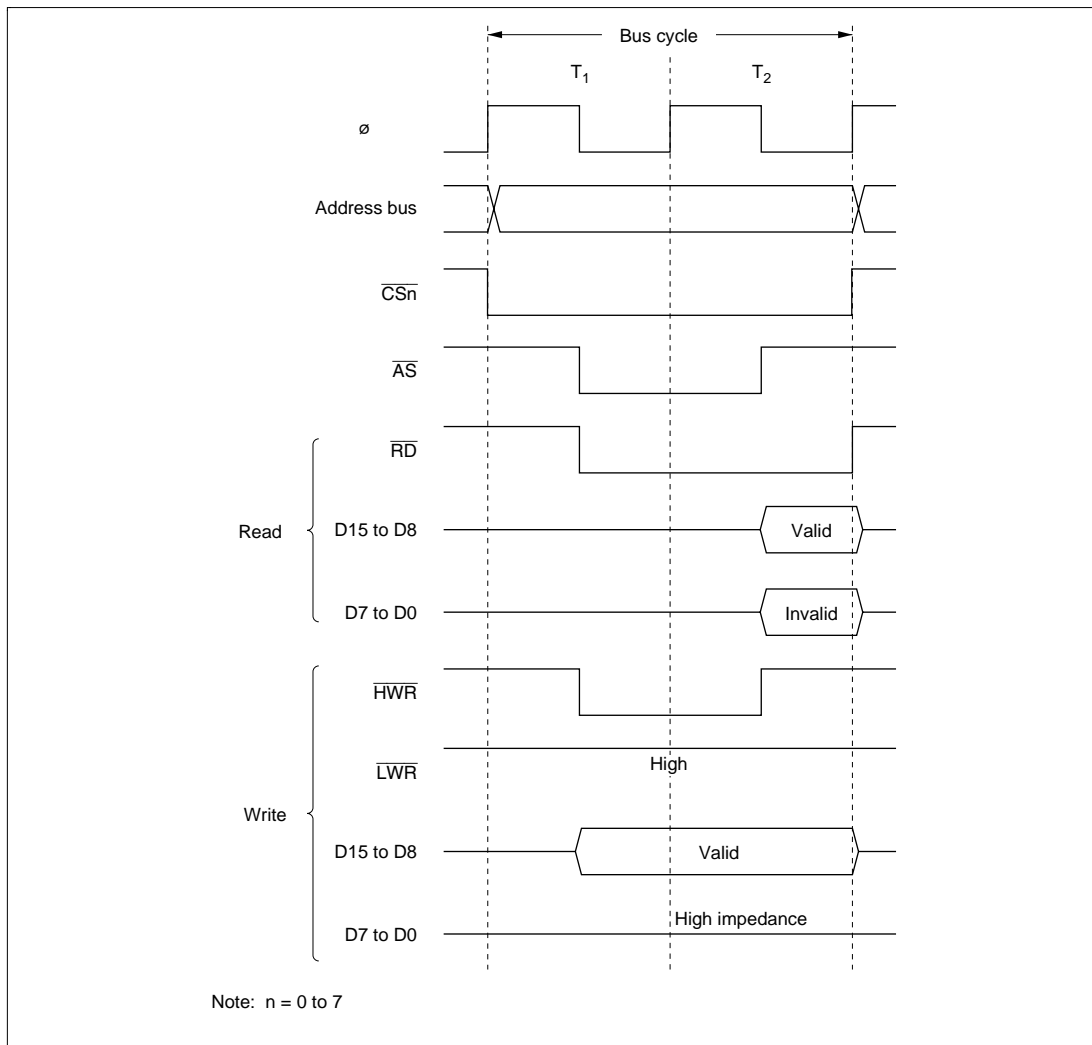 Bus cycle
T1 T2
ø
Address bus
CSn
AS
RD
Read D15 to D8 Valid
D7 to D0 Invalid
HWR
LWR High
Write
D15 to D8 Valid
D7 to D0 High impedance
Note: n = 0 to 7